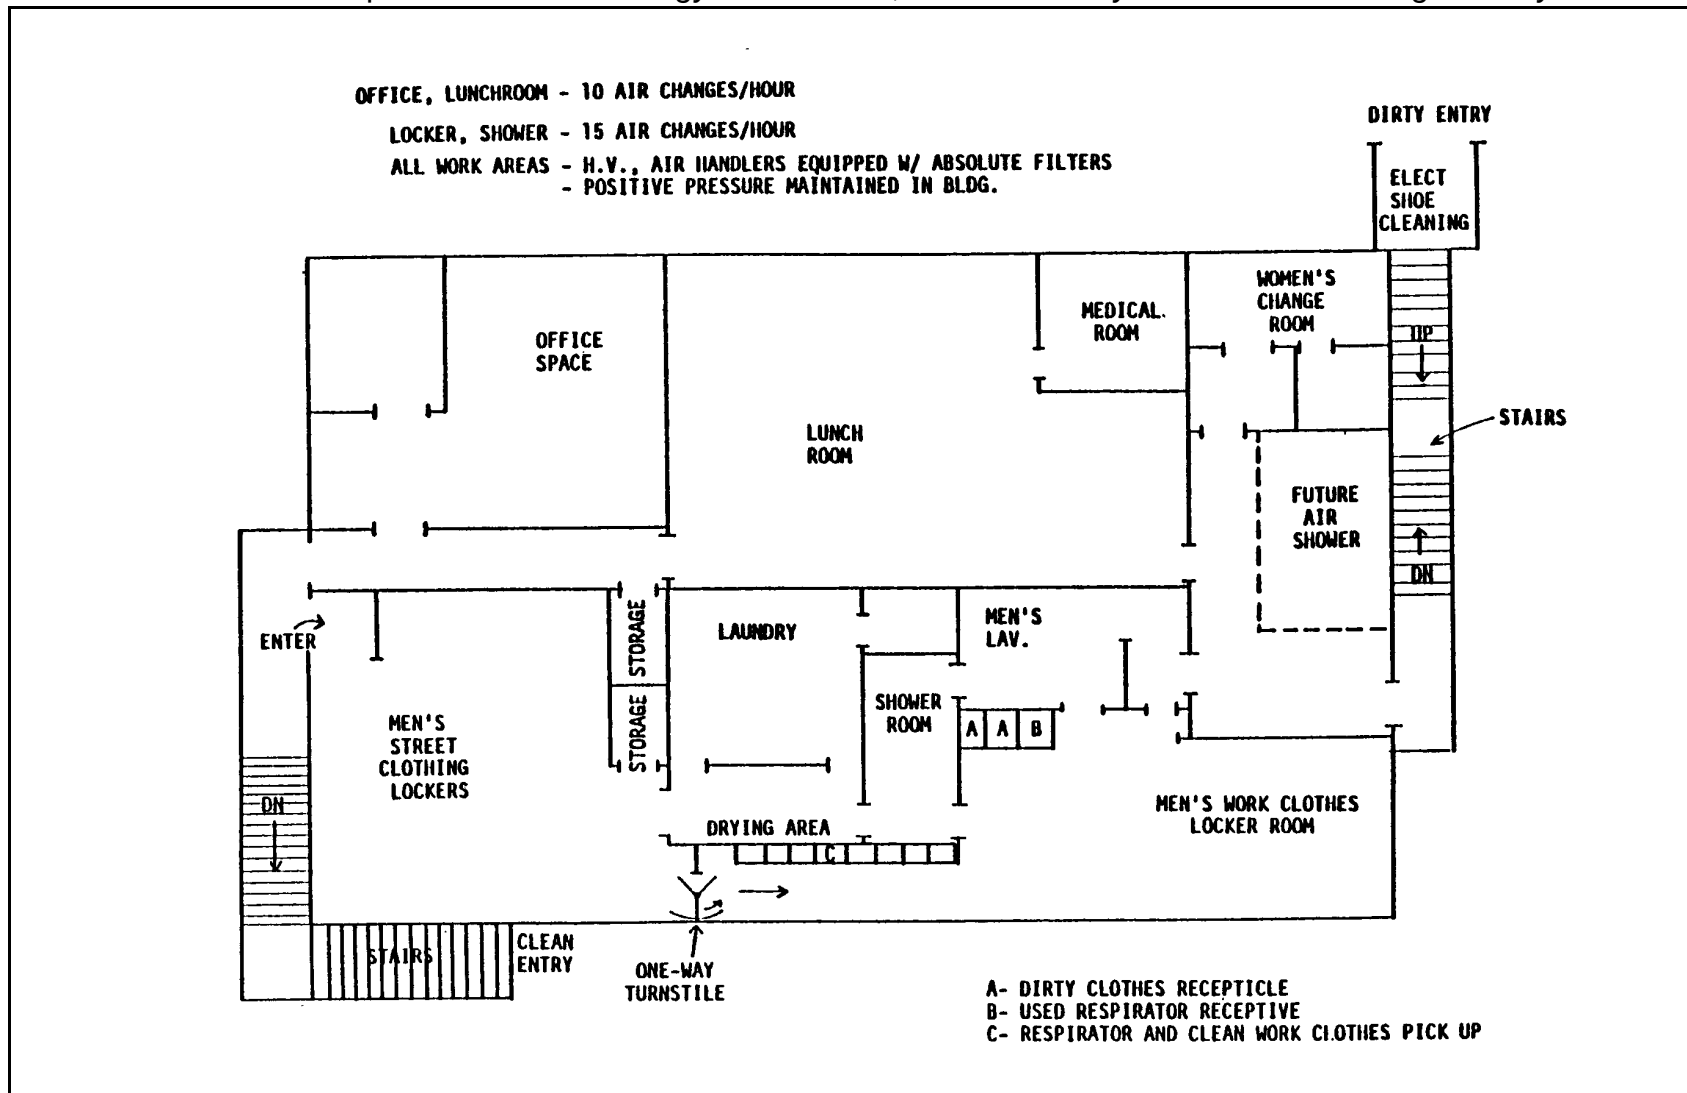 OFFICE, LUNCHROOM - 10 AIR CHANGES/HOUR
LOCKER, SHOWER - 15 AIR CHANGES/HOUR
ALL WORK AREAS - H.V., AIR HANDLERS EQUIPPED W/ ABSOLUTE FILTERS
- POSITIVE PRESSURE MAINTAINED IN BLDG.
DIRTY ENTRY
ELECT
SHOE
CLEANING
WOMEN'S
CHANGE
ROOM
MEDICAL
ROOM
UP
OFFICE
SPACE
STAIRS
LUNCH
ROOM
FUTURE
AIR
SHOWER
DN
ENTER
STORAGE
LAUNDRY
MEN'S
LAV.
STORAGE
SHOWER
ROOM
A A B
MEN'S
STREET
CLOTHING
LOCKERS
DN
MEN'S WORK CLOTHES
LOCKER ROOM
DRYING AREA
C
STAIRS
CLEAN
ENTRY
ONE-WAY
TURNSTILE
A- DIRTY CLOTHES RECEPTICLE
B- USED RESPIRATOR RECEPTIVE
C- RESPIRATOR AND CLEAN WORK CLOTHES PICK UP